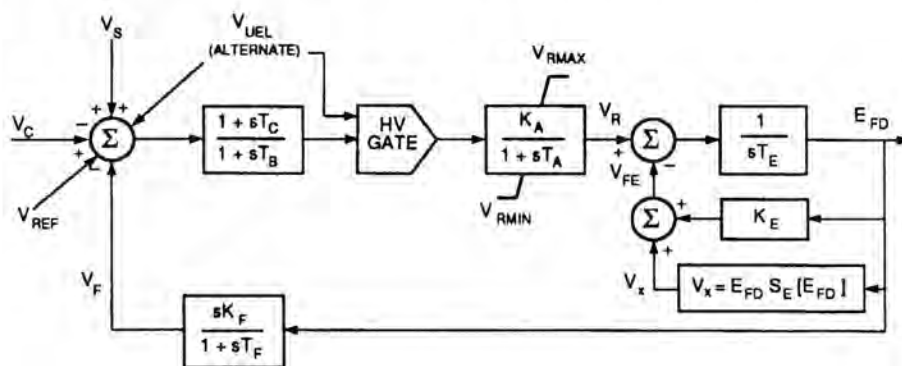 V_S
V_UEL
(ALTERNATE)
V_RMAX
V_C
+ +
-
+
-
Σ
1 + sT_C
1 + sT_B
HV
GATE
K_A
1 + sT_A
V_R
+
Σ
-
1
sT_E
E_FD
V_REF
V_RMIN
V_FE
Σ
+
+
K_E
V_F
V_x
V_x = E_FD S_E [E_FD]
sK_F
1 + sT_F